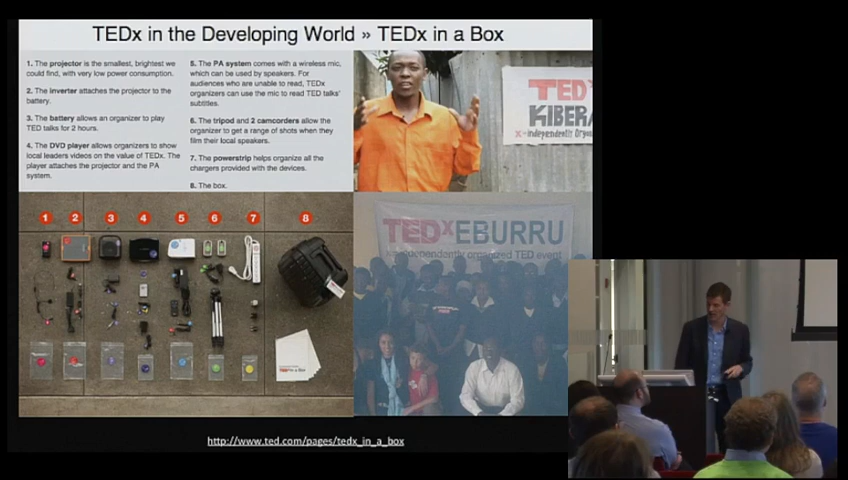 TEDx in the Developing World » TEDx in a Box
1. The projector is the smallest, brightest we
could find, with very low power consumption.
2. The inverter attaches the projector to the
battery.
3. The battery allows an organizer to play
TED talks for 2 hours.
4. The DVD player allows organizers to show
local leaders videos on the value of TEDx. The
player attaches the projector and the PA
system.
5. The PA system comes with a wireless mic,
which can be used by speakers. For
audiences who are unable to read, TEDx
organizers can use the mic to read TED talks'
subtitles.
6. The tripod and 2 camcorders allow the
organizer to get a range of shots when they
film their local speakers.
7. The powerstrip helps organize all the
chargers provided with the devices.
8. The box.
TED
KIBERA
x=independently Organ
1 2 3 4 5 6 7 8
TEDxEBURRU
independently organized TED event
http://www.ted.com/pages/tedx_in_a_box